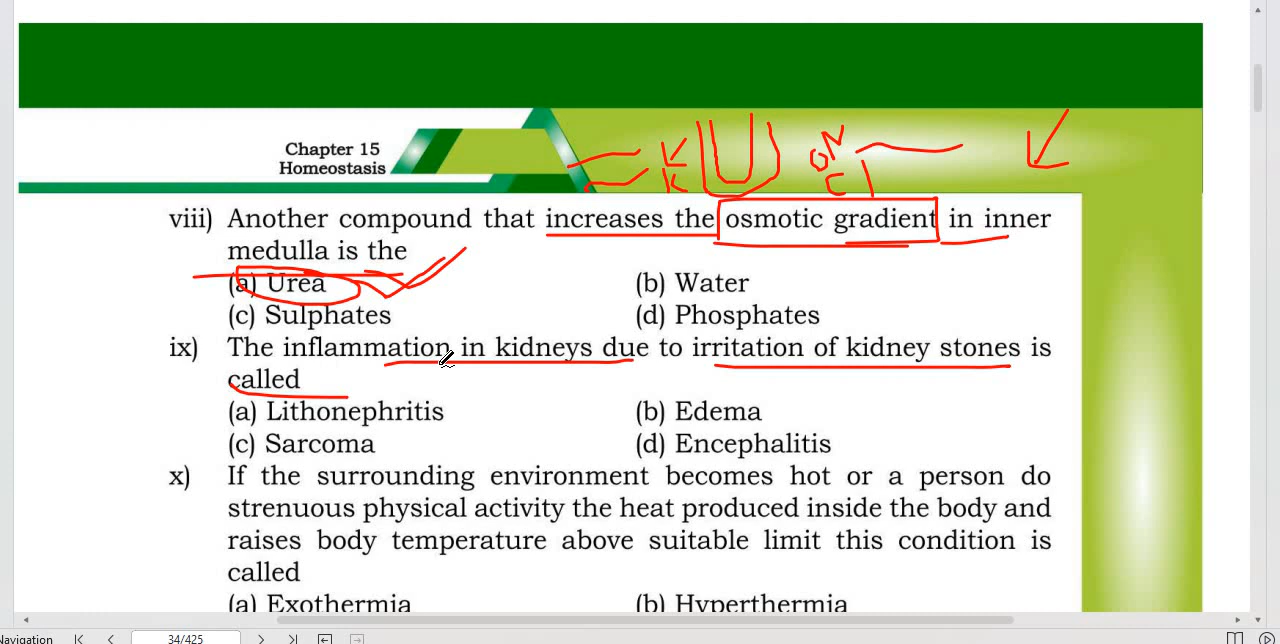 Chapter 15
Homeostasis
K
K
N
O
C
viii) Another compound that increases the osmotic gradient in inner
medulla is the
(a) Urea (b) Water
(c) Sulphates (d) Phosphates
ix) The inflammation in kidneys due to irritation of kidney stones is
called
(a) Lithonephritis (b) Edema
(c) Sarcoma (d) Encephalitis
x) If the surrounding environment becomes hot or a person do
strenuous physical activity the heat produced inside the body and
raises body temperature above suitable limit this condition is
called
(a) Exothermia (b) Hyperthermia
Navigation 34/425